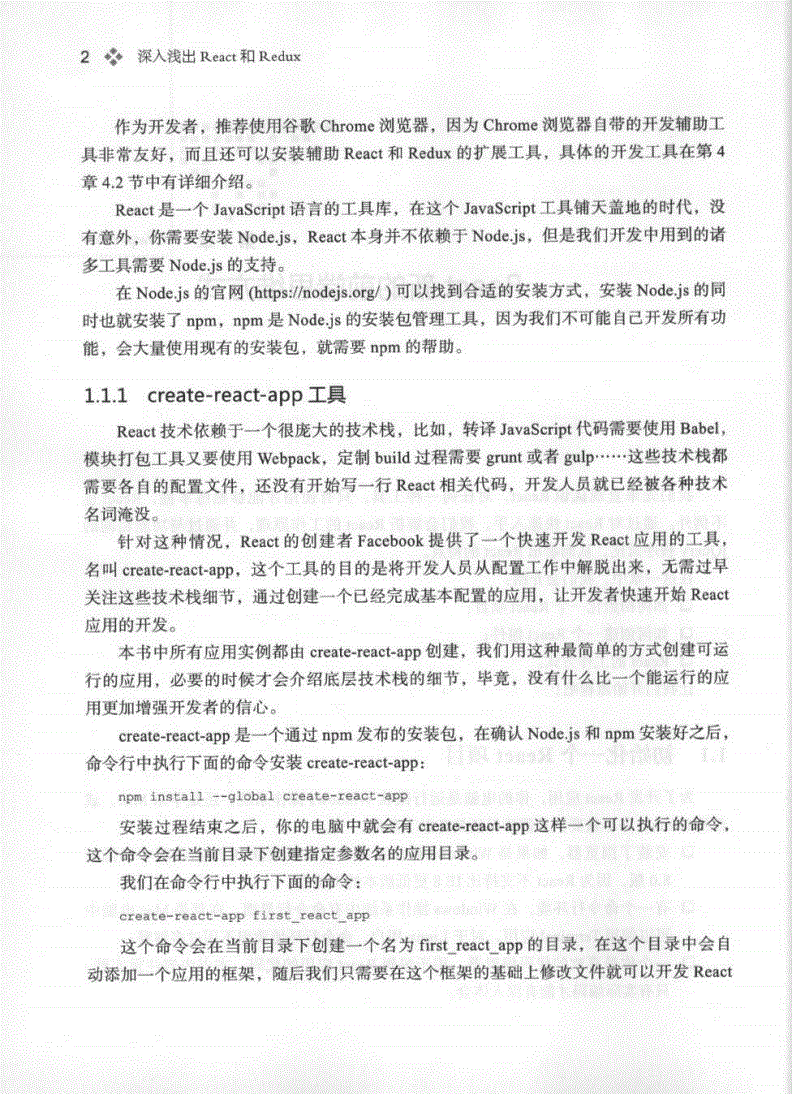 2 深入浅出 React 和 Redux
作为开发者，推荐使用谷歌 Chrome 浏览器，因为 Chrome 浏览器自带的开发辅助工
具非常友好，而且还可以安装辅助 React 和 Redux 的扩展工具，具体的开发工具在第 4
章 4.2 节中有详细介绍。
React 是一个 JavaScript 语言的工具库，在这个 JavaScript 工具铺天盖地的时代，没
有意外，你需要安装 Node.js，React 本身并不依赖于 Node.js，但是我们开发中用到的诸
多工具需要 Node.js 的支持。
在 Node.js 的官网 (https://nodejs.org/ ) 可以找到合适的安装方式，安装 Node.js 的同
时也就安装了 npm，npm 是 Node.js 的安装包管理工具，因为我们不可能自己开发所有功
能，会大量使用现有的安装包，就需要 npm 的帮助。
1.1.1 create-react-app 工具
React 技术依赖于一个很庞大的技术栈，比如，转译 JavaScript 代码需要使用 Babel，
模块打包工具又要使用 Webpack，定制 build 过程需要 grunt 或者 gulp……这些技术栈都
需要各自的配置文件，还没有开始写一行 React 相关代码，开发人员就已经被各种技术
名词淹没。
针对这种情况，React 的创建者 Facebook 提供了一个快速开发 React 应用的工具，
名叫 create-react-app，这个工具的目的是将开发人员从配置工作中解脱出来，无需过早
关注这些技术栈细节，通过创建一个已经完成基本配置的应用，让开发者快速开始 React
应用的开发。
本书中所有应用实例都由 create-react-app 创建，我们用这种最简单的方式创建可运
行的应用，必要的时候才会介绍底层技术栈的细节，毕竟，没有什么比一个能运行的应
用更加增强开发者的信心。
create-react-app 是一个通过 npm 发布的安装包，在确认 Node.js 和 npm 安装好之后，
命令行中执行下面的命令安装 create-react-app：
npm install --global create-react-app
安装过程结束之后，你的电脑中就会有 create-react-app 这样一个可以执行的命令，
这个命令会在当前目录下创建指定参数名的应用目录。
我们在命令行中执行下面的命令：
create-react-app first_react_app
这个命令会在当前目录下创建一个名为 first_react_app 的目录，在这个目录中会自
动添加一个应用的框架，随后我们只需要在这个框架的基础上修改文件就可以开发 React